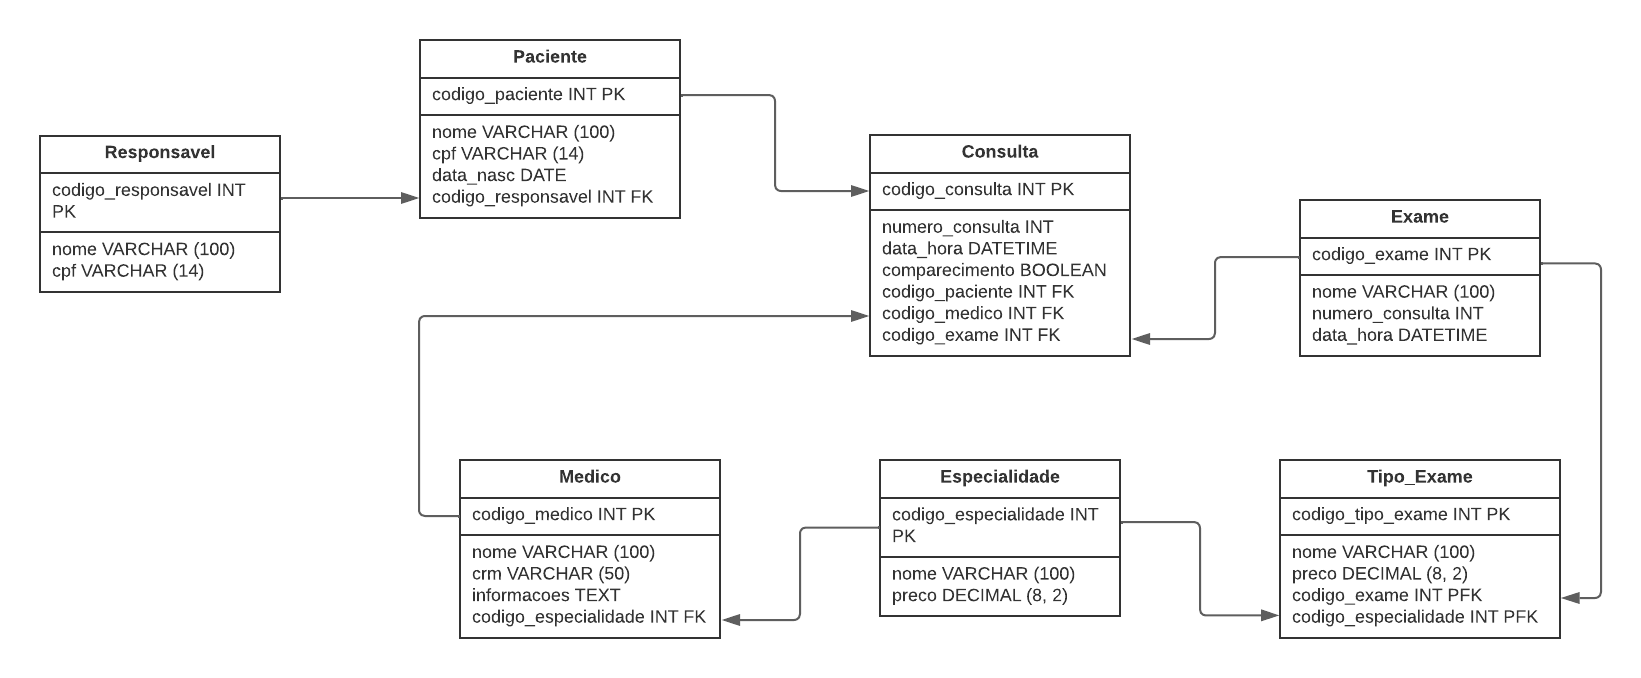 Paciente
codigo_paciente INT PK
nome VARCHAR (100)
cpf VARCHAR (14)
data_nasc DATE
codigo_responsavel INT FK
Responsavel
codigo_responsavel INT
PK
nome VARCHAR (100)
cpf VARCHAR (14)
Consulta
codigo_consulta INT PK
numero_consulta INT
data_hora DATETIME
comparecimento BOOLEAN
codigo_paciente INT FK
codigo_medico INT FK
codigo_exame INT FK
Exame
codigo_exame INT PK
nome VARCHAR (100)
numero_consulta INT
data_hora DATETIME
Medico
codigo_medico INT PK
nome VARCHAR (100)
crm VARCHAR (50)
informacoes TEXT
codigo_especialidade INT FK
Especialidade
codigo_especialidade INT
PK
nome VARCHAR (100)
preco DECIMAL (8, 2)
Tipo_Exame
codigo_tipo_exame INT PK
nome VARCHAR (100)
preco DECIMAL (8, 2)
codigo_exame INT PFK
codigo_especialidade INT PFK